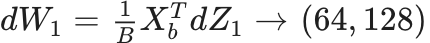 $dW_1 = \frac{1}{B} X_b^T dZ_1 \rightarrow (64, 128)$